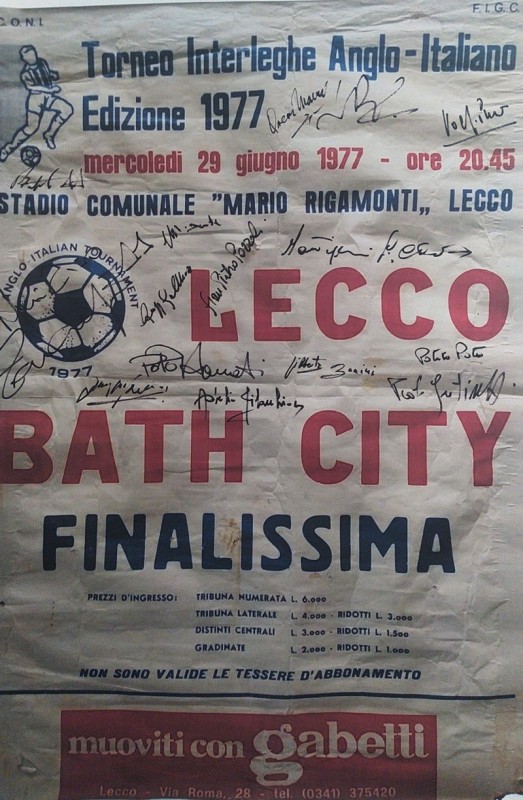 C.O.N.I.
F.I.G.C.
Torneo Interleghe Anglo-Italiano
Edizione 1977
mercoledi 29 giugno 1977 - ore 20.45
STADIO COMUNALE "MARIO RIGAMONTI„ LECCO
ANGLO ITALIAN TOURNAMENT
1977
LECCO
BATH CITY
FINALISSIMA
PREZZI D'INGRESSO: TRIBUNA NUMERATA L. 6.000
TRIBUNA LATERALE L. 4.000 - RIDOTTI L. 3.000
DISTINTI CENTRALI L. 3.000 - RIDOTTI L. 1.500
GRADINATE L. 2.000 - RIDOTTI L. 1.000
NON SONO VALIDE LE TESSERE D'ABBONAMENTO
muoviti con gabetti
Lecco - Via Roma, 28 - tel. (0341) 375420